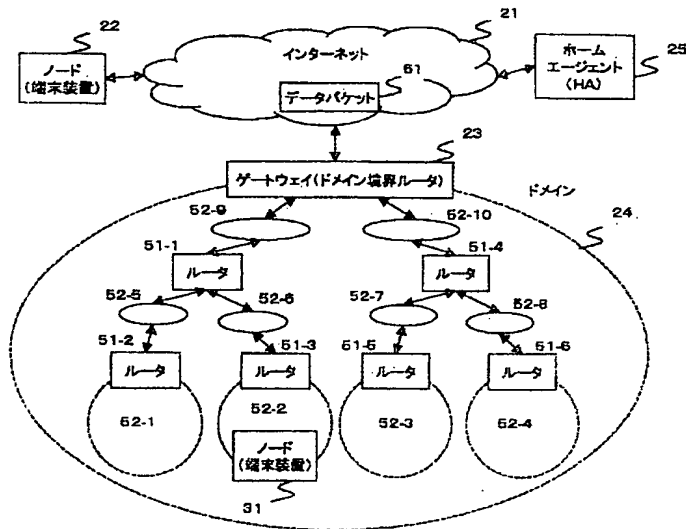 22
21
ノード
(端末装置)
インターネット
ホーム
エージェント
(HA)
25
データパケット
61
23
ゲートウェイ(ドメイン境界ルータ)
ドメイン
24
52-9
52-10
51-1
51-4
ルータ
ルータ
52-5
52-6
52-7
52-8
51-2
51-3
51-5
51-6
ルータ
ルータ
ルータ
ルータ
52-1
52-2
52-3
52-4
ノード
(端末装置)
31